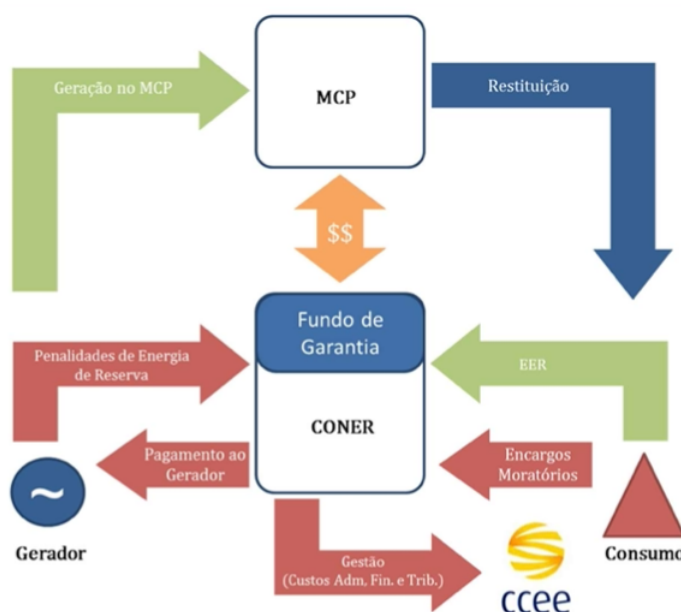 Geração no MCP
MCP
Restituição
$$
Fundo de
Garantia
Penalidades de Energia
de Reserva
EER
CONER
Pagamento ao
Gerador
Encargos
Moratórios
Gerador
Gestão
(Custos Adm, Fin. e Trib.)
ccee
Consumo